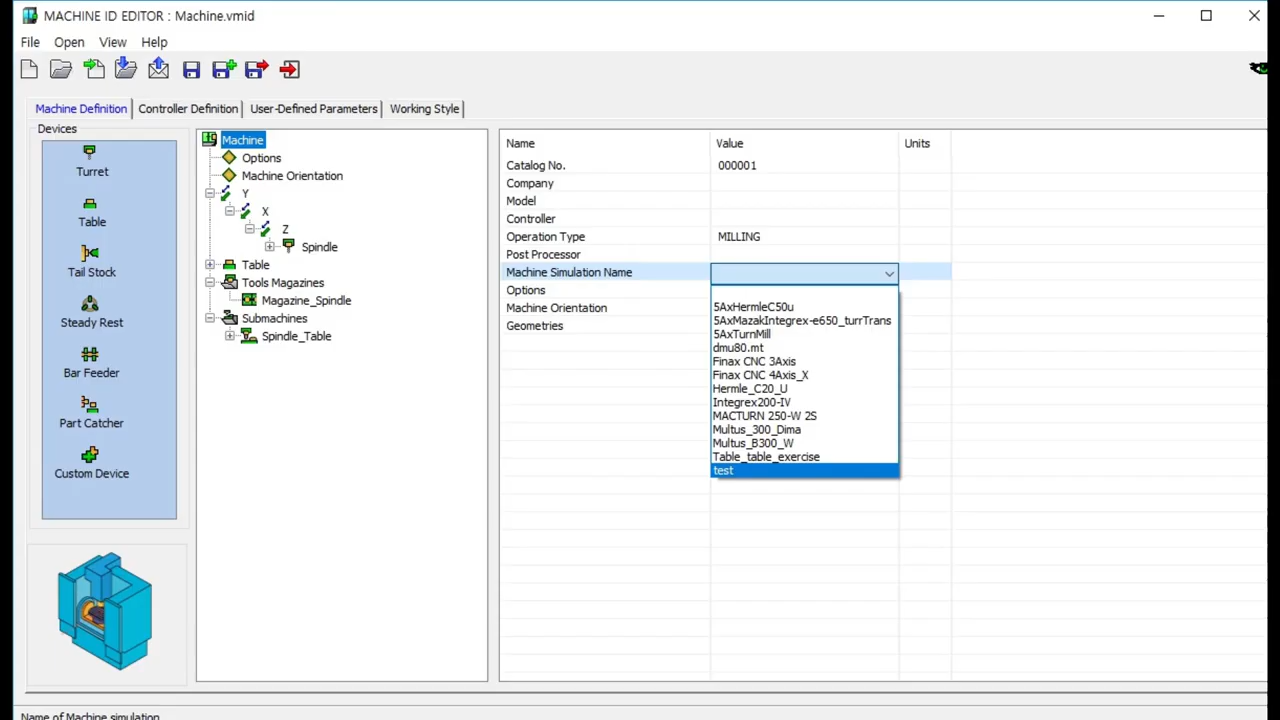 MACHINE ID EDITOR : Machine.vmid
File Open View Help
Machine Definition Controller Definition User-Defined Parameters Working Style
Devices
Turret
Table
Tail Stock
Steady Rest
Bar Feeder
Part Catcher
Custom Device
Machine
Options
Machine Orientation
Y
X
Z
Spindle
Table
Tools Magazines
Magazine_Spindle
Submachines
Spindle_Table
Name Value Units
Catalog No. 000001
Company
Model
Controller
Operation Type MILLING
Post Processor
Machine Simulation Name
Options
Machine Orientation
Geometries
5AxHermleC50u
5AxMazakIntegrex-e650_turrTrans
5AxTurnMill
dmu80.mt
Finax CNC 3Axis
Finax CNC 4Axis_X
Hermle_C20_U
Integrex200-IV
MACTURN 250-W 2S
Multus_300_Dima
Multus_B300_W
Table_table_exercise
test
Name of Machine simulation